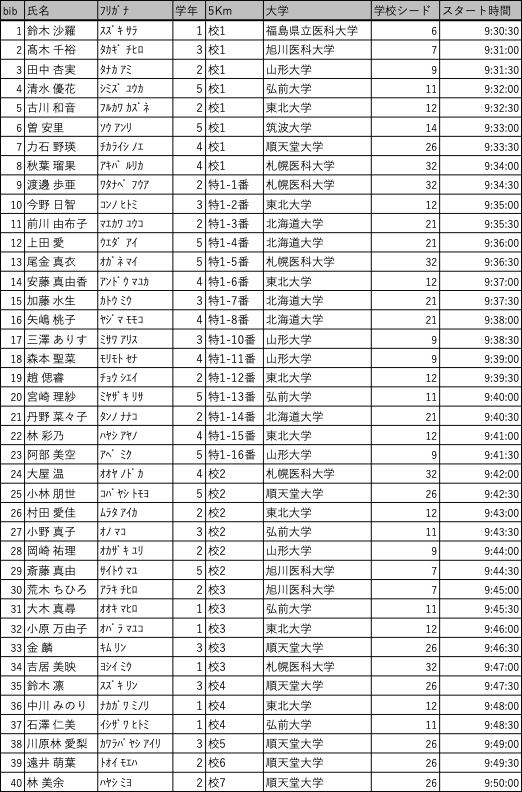 bib 氏名 ﾌﾘｶﾞﾅ 学年 5Km 大学 学校シード スタート時間
1 鈴木 沙羅 ｽｽﾞｷ ｻﾗ 1 校1 福島県立医科大学 6 9:30:30
2 髙木 千裕 ﾀｶｷﾞ ﾁﾋﾛ 3 校1 旭川医科大学 7 9:31:00
3 田中 杏実 ﾀﾅｶ ｱﾐ 2 校1 山形大学 9 9:31:30
4 清水 優花 ｼﾐｽﾞ ﾕｳｶ 5 校1 弘前大学 11 9:32:00
5 古川 和音 ﾌﾙｶﾜ ｶｽﾞﾈ 2 校1 東北大学 12 9:32:30
6 曽 安里 ｿｳ ｱﾝﾘ 5 校1 筑波大学 14 9:33:00
7 力石 野瑛 ﾁｶﾗｲｼ ﾉｴ 4 校1 順天堂大学 26 9:33:30
8 秋葉 瑠果 ｱｷﾊﾞ ﾙﾘｶ 4 校1 札幌医科大学 32 9:34:00
9 渡邊 歩亜 ﾜﾀﾅﾍﾞ ﾌｳｱ 2 特1-1番 札幌医科大学 32 9:34:30
10 今野 日智 ｺﾝﾉ ﾋﾄﾐ 3 特1-2番 東北大学 12 9:35:00
11 前川 由布子 ﾏｴｶﾜ ﾕｳｺ 2 特1-3番 北海道大学 21 9:35:30
12 上田 愛 ｳｴﾀﾞ ｱｲ 5 特1-4番 北海道大学 21 9:36:00
13 尾金 真衣 ｵｶﾞﾈ ﾏｲ 5 特1-5番 札幌医科大学 32 9:36:30
14 安藤 真由香 ｱﾝﾄﾞｳ ﾏﾕｶ 4 特1-6番 東北大学 12 9:37:00
15 加藤 水生 ｶﾄｳ ﾐｳ 3 特1-7番 北海道大学 21 9:37:30
16 矢嶋 桃子 ﾔｼﾞﾏ ﾓﾓｺ 4 特1-8番 北海道大学 21 9:38:00
17 三澤 ありす ﾐｻﾜ ｱﾘｽ 3 特1-10番 山形大学 9 9:38:30
18 森本 聖菜 ﾓﾘﾓﾄ ｾﾅ 4 特1-11番 山形大学 9 9:39:00
19 趙 偲睿 ﾁｮｳ ｼｴｲ 2 特1-12番 東北大学 12 9:39:30
20 宮崎 理紗 ﾐﾔｻﾞｷ ﾘｻ 5 特1-13番 弘前大学 11 9:40:00
21 丹野 菜々子 ﾀﾝﾉ ﾅﾅｺ 2 特1-14番 北海道大学 21 9:40:30
22 林 彩乃 ﾊﾔｼ ｱﾔﾉ 4 特1-15番 東北大学 12 9:41:00
23 阿部 美空 ｱﾍﾞ ﾐｸ 5 特1-16番 山形大学 9 9:41:30
24 大屋 温 ｵｵﾔ ﾉﾄﾞｶ 4 校2 札幌医科大学 32 9:42:00
25 小林 朋世 ｺﾊﾞﾔｼ ﾄﾓﾖ 5 校2 順天堂大学 26 9:42:30
26 村田 愛佳 ﾑﾗﾀ ｱｲｶ 2 校2 東北大学 12 9:43:00
27 小野 真子 ｵﾉ ﾏｺ 3 校2 弘前大学 11 9:43:30
28 岡崎 祐理 ｵｶｻﾞｷ ﾕﾘ 2 校2 山形大学 9 9:44:00
29 斎藤 真由 ｻｲﾄｳ ﾏﾕ 5 校2 旭川医科大学 7 9:44:30
30 荒木 ちひろ ｱﾗｷ ﾁﾋﾛ 2 校3 旭川医科大学 7 9:45:00
31 大木 真尋 ｵｵｷ ﾏﾋﾛ 1 校3 弘前大学 11 9:45:30
32 小原 万由子 ｵﾊﾞﾗ ﾏﾕｺ 1 校3 東北大学 12 9:46:00
33 金 麟 ｷﾑ ﾘﾝ 3 校3 順天堂大学 26 9:46:30
34 吉居 美映 ﾖｼｲ ﾐｳ 1 校3 札幌医科大学 32 9:47:00
35 鈴木 凛 ｽｽﾞｷ ﾘﾝ 3 校4 順天堂大学 26 9:47:30
36 中川 みのり ﾅｶｶﾞﾜ ﾐﾉﾘ 1 校4 東北大学 12 9:48:00
37 石澤 仁美 ｲｼｻﾞﾜ ﾋﾄﾐ 1 校4 弘前大学 11 9:48:30
38 川原林 愛梨 ｶﾜﾗﾊﾞﾔｼ ｱｲﾘ 3 校5 順天堂大学 26 9:49:00
39 遠井 萌葉 ﾄｵｲ ﾓｴﾊ 2 校6 順天堂大学 26 9:49:30
40 林 美余 ﾊﾔｼ ﾐﾖ 2 校7 順天堂大学 26 9:50:00